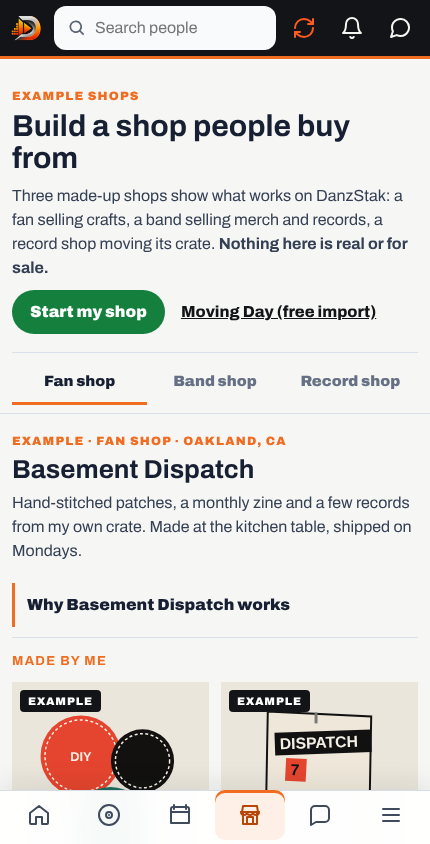 Search people
EXAMPLE SHOPS
Build a shop people buy
from
Three made-up shops show what works on DanzStak: a
fan selling crafts, a band selling merch and records, a
record shop moving its crate. Nothing here is real or for
sale.
Start my shop
Moving Day (free import)
Fan shop
Band shop
Record shop
EXAMPLE · FAN SHOP · OAKLAND, CA
Basement Dispatch
Hand-stitched patches, a monthly zine and a few records
from my own crate. Made at the kitchen table, shipped on
Mondays.
Why Basement Dispatch works
MADE BY ME
EXAMPLE
DIY
EXAMPLE
DISPATCH
7